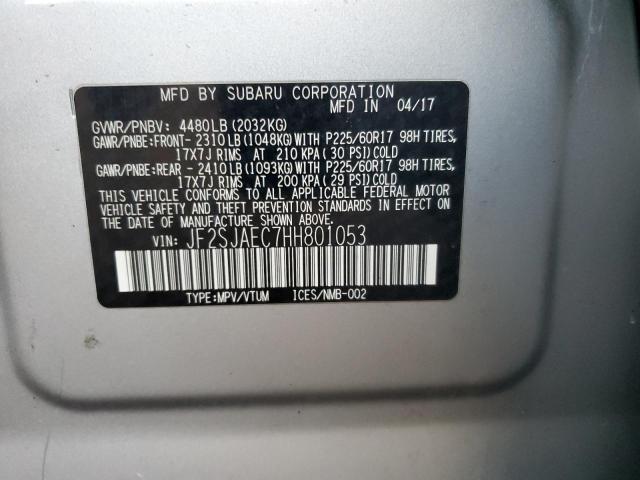 MFD BY SUBARU CORPORATION
MFD IN 04/17
GVWR/PNBV: 4480LB(2032KG)
GAWR/PNBE:FRONT- 2310LB(1048KG)WITH P225/60R17 98H TIRES,
17X7J RIMS AT 210 KPA(30 PSI)COLD
GAWR/PNBE:REAR - 2410LB(1093KG)WITH P225/60R17 98H TIRES,
17X7J RIMS AT 200 KPA(29 PSI)COLD
THIS VEHICLE CONFORMS TO ALL APPLICABLE FEDERAL MOTOR
VEHICLE SAFETY AND THEFT PREVENTION STANDARDS IN EFFECT ON
THE DATE OF MANUFACTURE SHOWN ABOVE.
VIN: JF2SJAEC7HH801053
TYPE:MPV/VTUM ICES/NMB-002